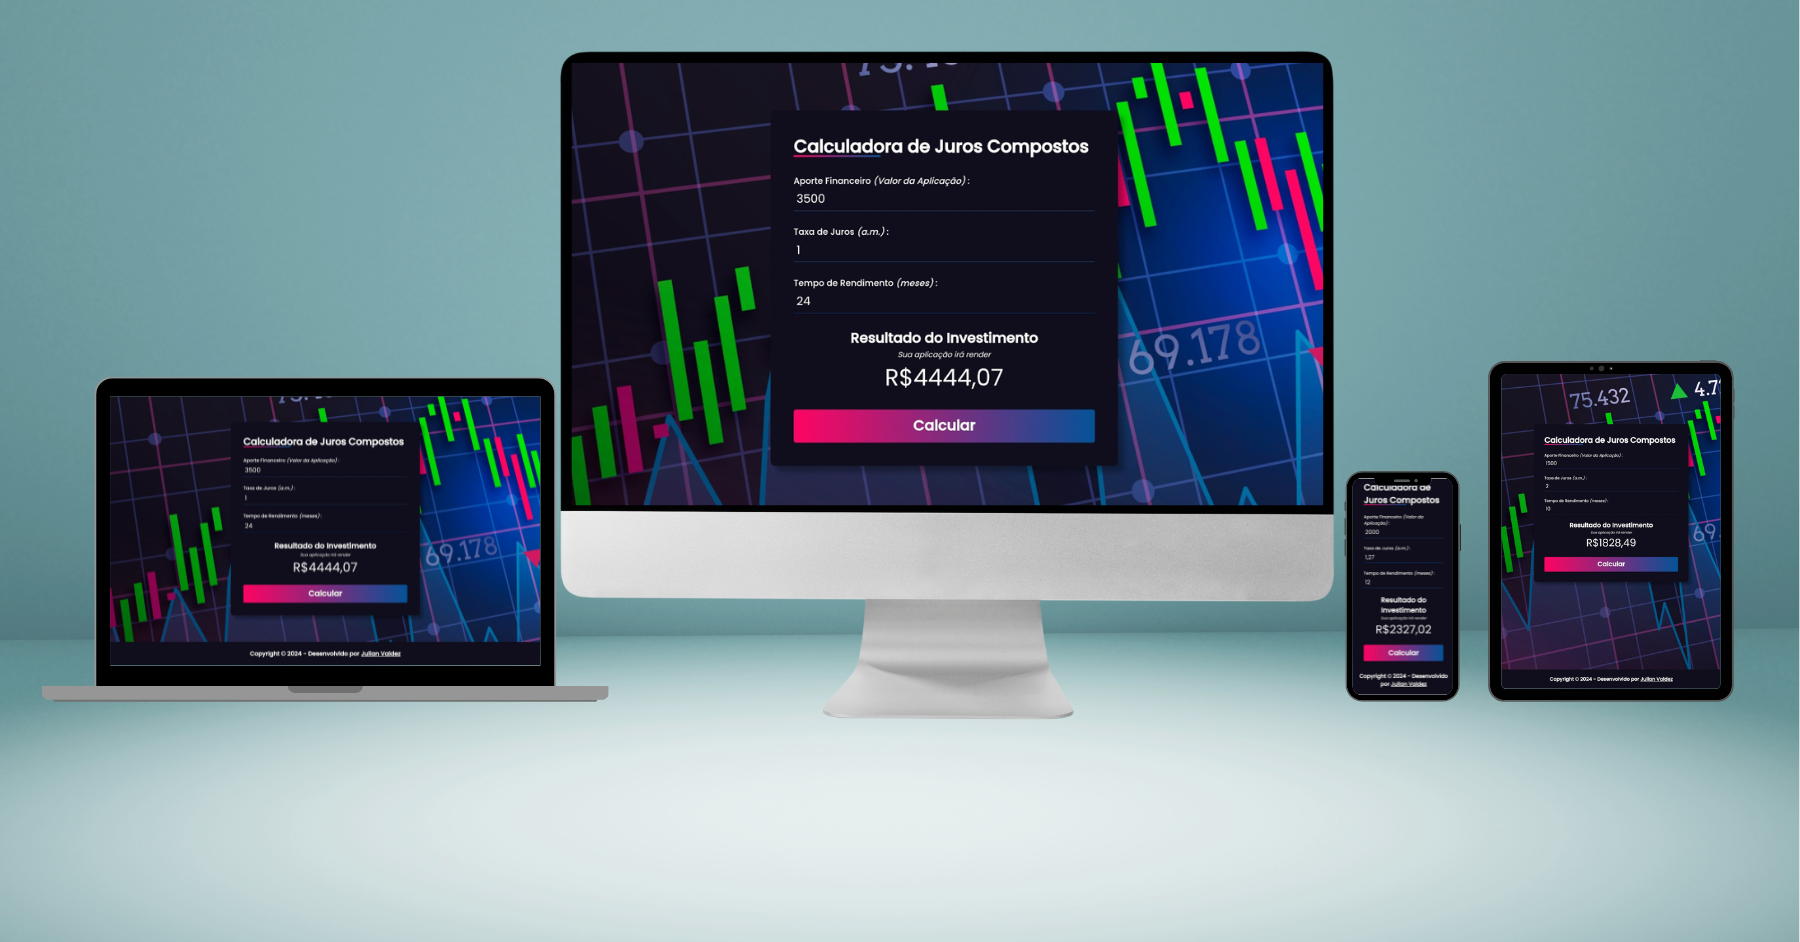 75.43
Calculadora de Juros Compostos
Aporte Financeiro (Valor da Aplicação) :
3500
Taxa de Juros (a.m.) :
1
Tempo de Rendimento (meses) :
24
Resultado do Investimento
Sua aplicação irá render
R$4444,07
Calcular
69.178
Calculadora de Juros Compostos
Aporte Financeiro (Valor da Aplicação) :
3500
Taxa de Juros (a.m.) :
1
Tempo de Rendimento (meses) :
24
Resultado do Investimento
Sua aplicação irá render
R$4444,07
Calcular
69.178
Copyright © 2024 - Desenvolvido por Julian Valdez
Calculadora de
Juros Compostos
Aporte Financeiro (Valor da
Aplicação) :
2000
Taxa de Juros (a.m.) :
1,27
Tempo de Rendimento (meses) :
12
Resultado do
Investimento
Sua aplicação irá render
R$2327,02
Calcular
Copyright © 2024 - Desenvolvido
por Julian Valdez
75.432
4.7
Calculadora de Juros Compostos
Aporte Financeiro (Valor da Aplicação) :
1500
Taxa de Juros (a.m.) :
2
Tempo de Rendimento (meses) :
10
Resultado do Investimento
Sua aplicação irá render
R$1828,49
Calcular
69
Copyright © 2024 - Desenvolvido por Julian Valdez